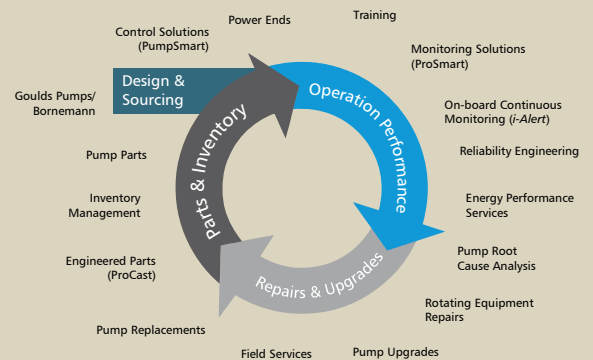 Power Ends
Training
Control Solutions
(PumpSmart)
Monitoring Solutions
(ProSmart)
Design &
Sourcing
Operation Performance
Goulds Pumps/
Bornemann
On-board Continuous
Monitoring (i-Alert)
Parts & Inventory
Pump Parts
Reliability Engineering
Inventory
Management
Energy Performance
Services
Engineered Parts
(ProCast)
Pump Root
Cause Analysis
Repairs & Upgrades
Rotating Equipment
Repairs
Pump Replacements
Field Services
Pump Upgrades